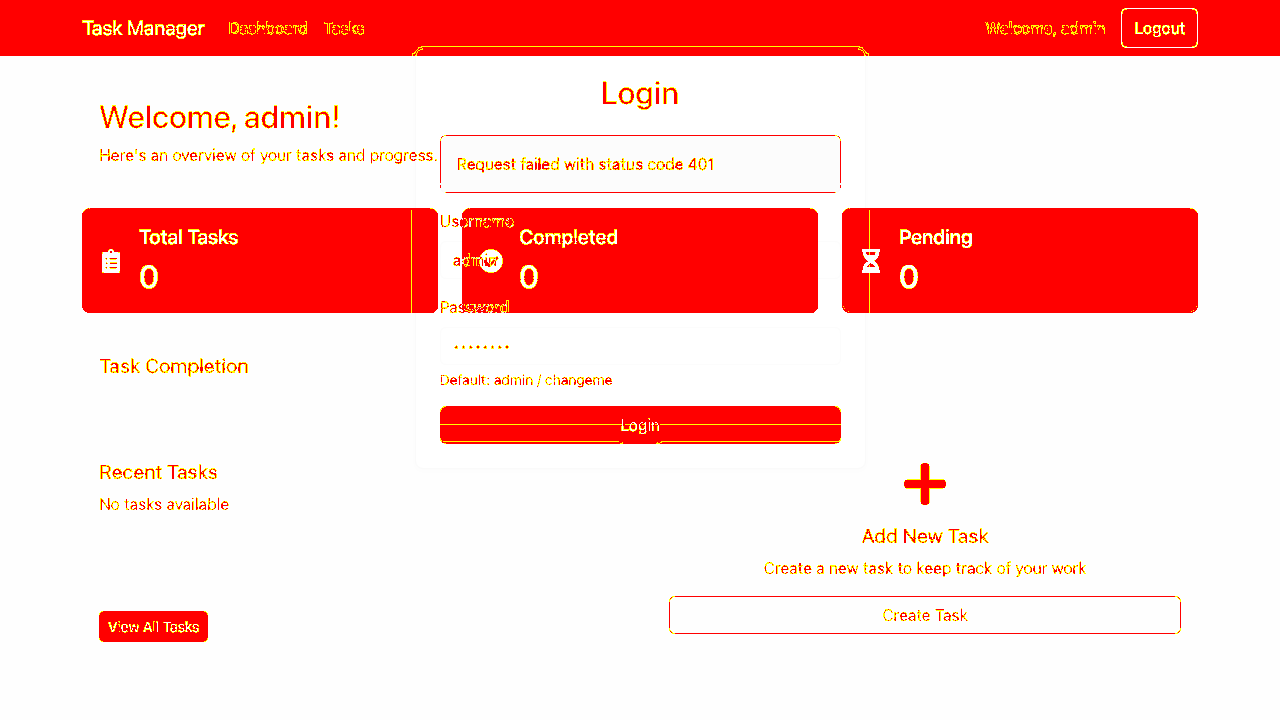 Task Manager Dashboard Tasks Welcome, admin Logout
Login
Welcome, admin!
Here's an overview of your tasks and progress.
Request failed with status code 401
Username
Total Tasks
0
Completed
0
Pending
0
admin
Password
........
Task Completion
Default: admin / changeme
Login
Recent Tasks
No tasks available
Add New Task
Create a new task to keep track of your work
Create Task
View All Tasks